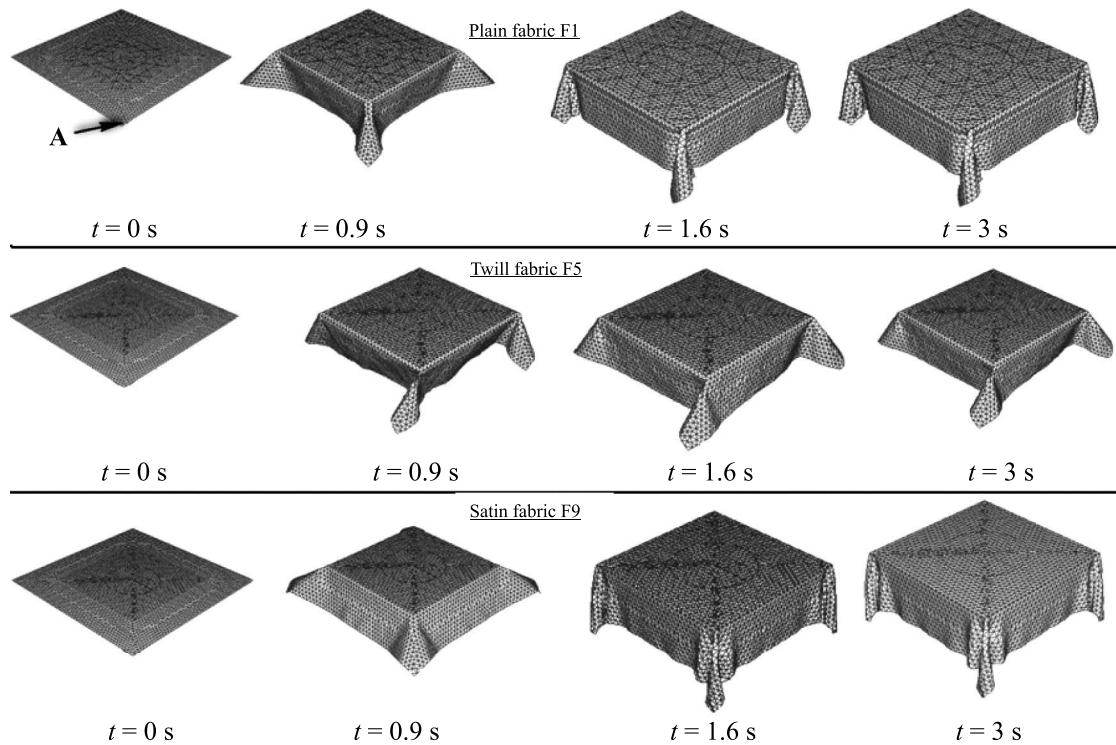 Plain fabric F1
A
t = 0 s
t = 0.9 s
t = 1.6 s
t = 3 s
Twill fabric F5
t = 0 s
t = 0.9 s
t = 1.6 s
t = 3 s
Satin fabric F9
t = 0 s
t = 0.9 s
t = 1.6 s
t = 3 s